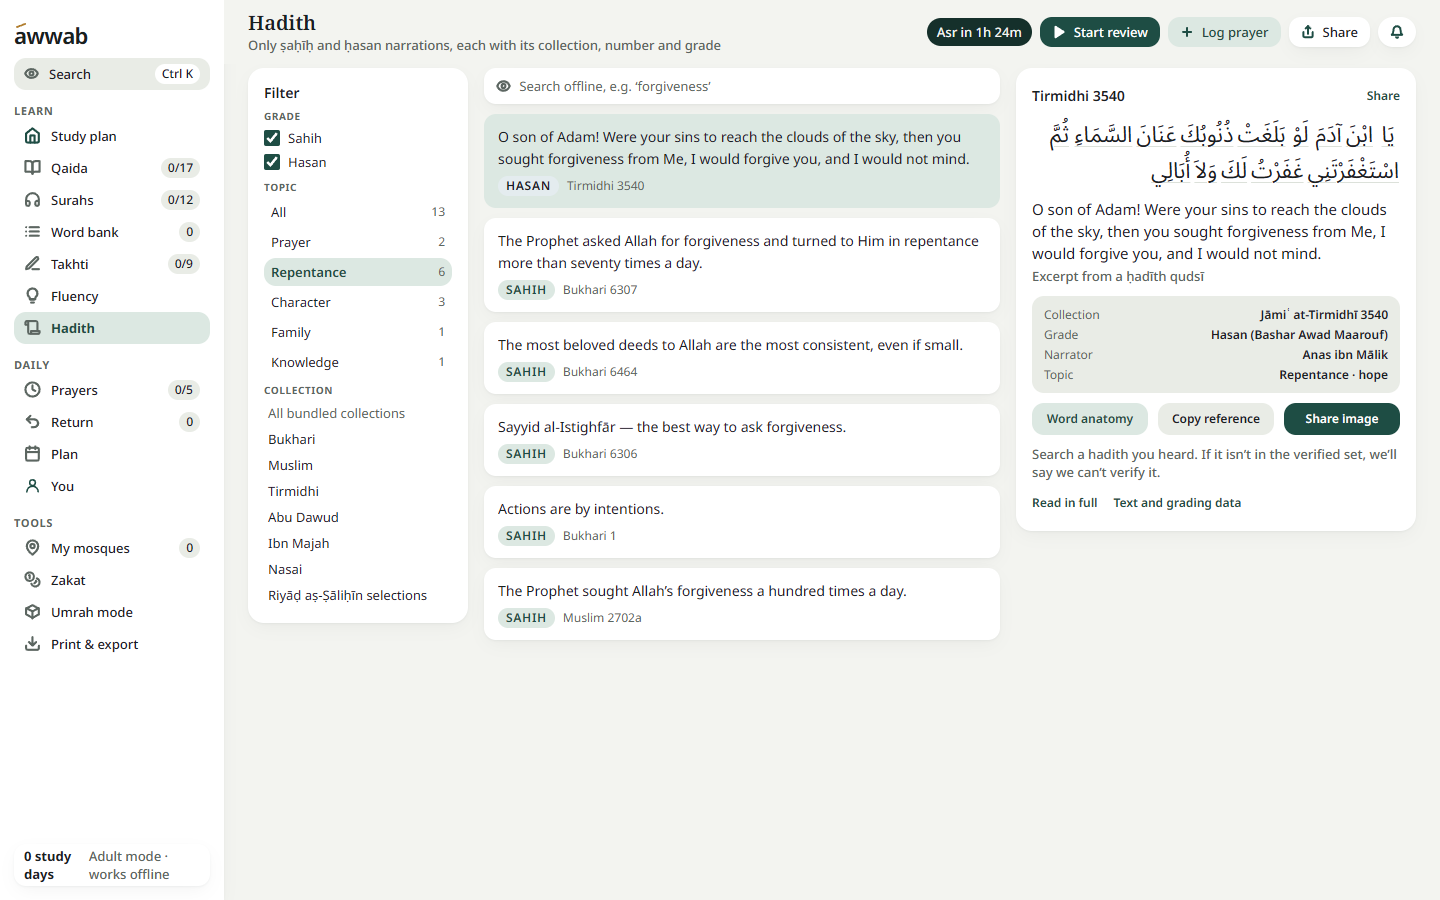 awwab
Search Ctrl K
LEARN
Study plan
Qaida 0/17
Surahs 0/12
Word bank 0
Takhti 0/9
Fluency
Hadith
DAILY
Prayers 0/5
Return 0
Plan
You
TOOLS
My mosques 0
Zakat
Umrah mode
Print & export
0 study days
Adult mode · works offline
Hadith
Only ṣaḥīḥ and ḥasan narrations, each with its collection, number and grade
Asr in 1h 24m
Start review
Log prayer
Share
Filter
GRADE
Sahih
Hasan
TOPIC
All 13
Prayer 2
Repentance 6
Character 3
Family 1
Knowledge 1
COLLECTION
All bundled collections
Bukhari
Muslim
Tirmidhi
Abu Dawud
Ibn Majah
Nasai
Riyāḍ aṣ-Ṣāliḥīn selections
Search offline, e.g. ‘forgiveness’
O son of Adam! Were your sins to reach the clouds of the sky, then you
sought forgiveness from Me, I would forgive you, and I would not mind.
HASAN Tirmidhi 3540
The Prophet asked Allah for forgiveness and turned to Him in repentance
more than seventy times a day.
SAHIH Bukhari 6307
The most beloved deeds to Allah are the most consistent, even if small.
SAHIH Bukhari 6464
Sayyid al-Istighfār — the best way to ask forgiveness.
SAHIH Bukhari 6306
Actions are by intentions.
SAHIH Bukhari 1
The Prophet sought Allah’s forgiveness a hundred times a day.
SAHIH Muslim 2702a
Tirmidhi 3540 Share
يَا ابْنَ آدَمَ لَوْ بَلَغَتْ ذُنُوبُكَ عَنَانَ السَّمَاءِ ثُمَّ
اسْتَغْفَرْتَنِي غَفَرْتُ لَكَ وَلاَ أُبَالِي
O son of Adam! Were your sins to reach the clouds
of the sky, then you sought forgiveness from Me, I
would forgive you, and I would not mind.
Excerpt from a ḥadīth qudsī
Collection Jāmiʿ at-Tirmidhī 3540
Grade Hasan (Bashar Awad Maarouf)
Narrator Anas ibn Mālik
Topic Repentance · hope
Word anatomy
Copy reference
Share image
Search a hadith you heard. If it isn’t in the verified set, we’ll
say we can’t verify it.
Read in full Text and grading data